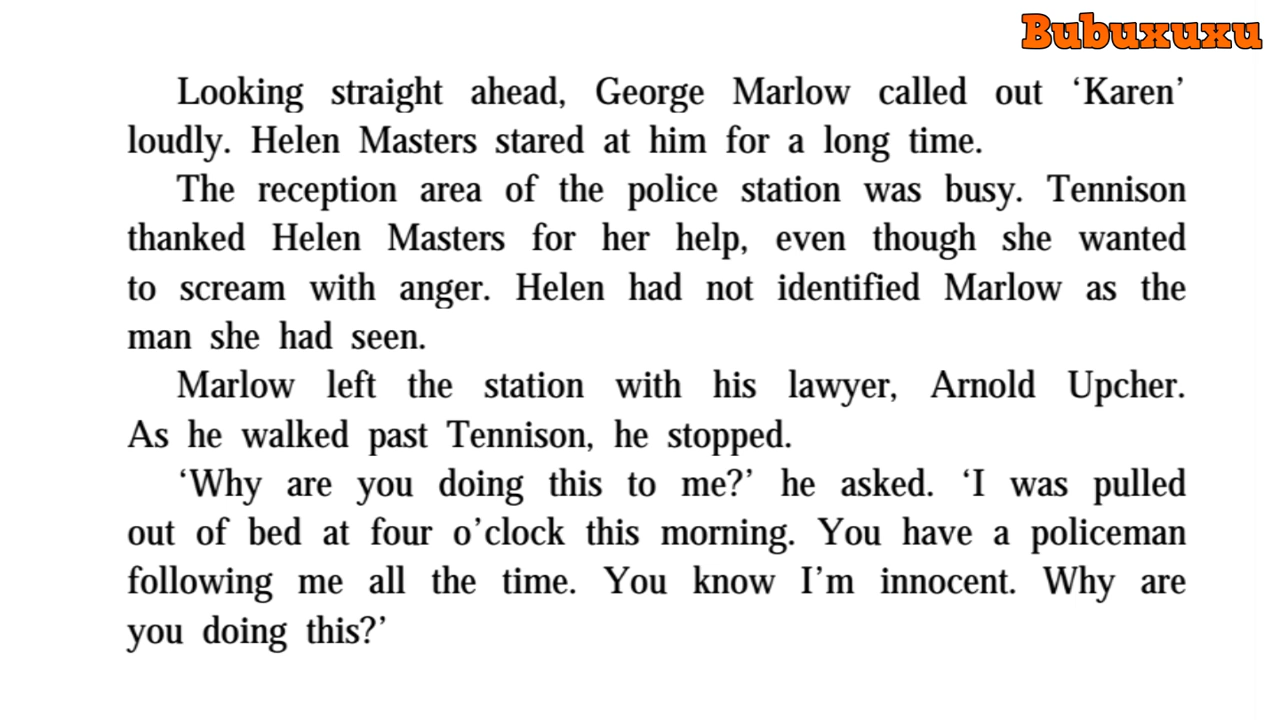 Bubuxuxu
Looking straight ahead, George Marlow called out ‘Karen’
loudly. Helen Masters stared at him for a long time.
The reception area of the police station was busy. Tennison
thanked Helen Masters for her help, even though she wanted
to scream with anger. Helen had not identified Marlow as the
man she had seen.
Marlow left the station with his lawyer, Arnold Upcher.
As he walked past Tennison, he stopped.
‘Why are you doing this to me?’ he asked. ‘I was pulled
out of bed at four o’clock this morning. You have a policeman
following me all the time. You know I’m innocent. Why are
you doing this?’